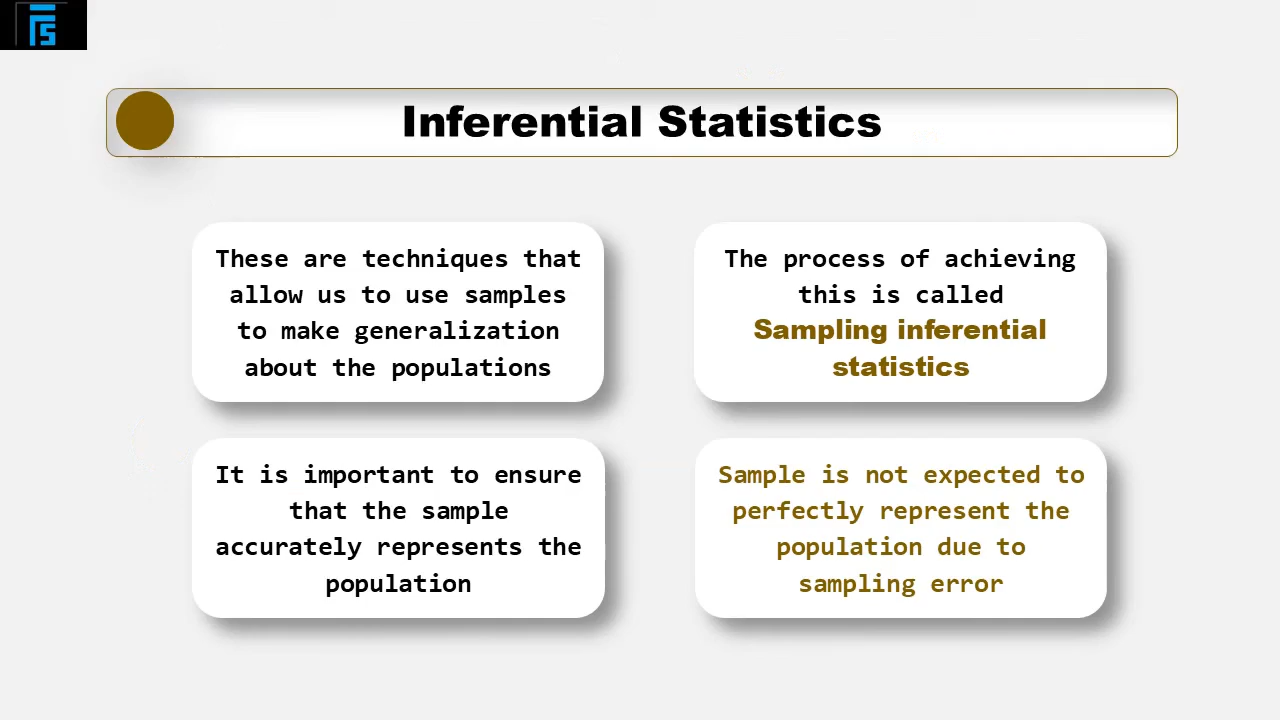 FS
Inferential Statistics
These are techniques that
allow us to use samples
to make generalization
about the populations
The process of achieving
this is called
Sampling inferential
statistics
It is important to ensure
that the sample
accurately represents the
population
Sample is not expected to
perfectly represent the
population due to
sampling error